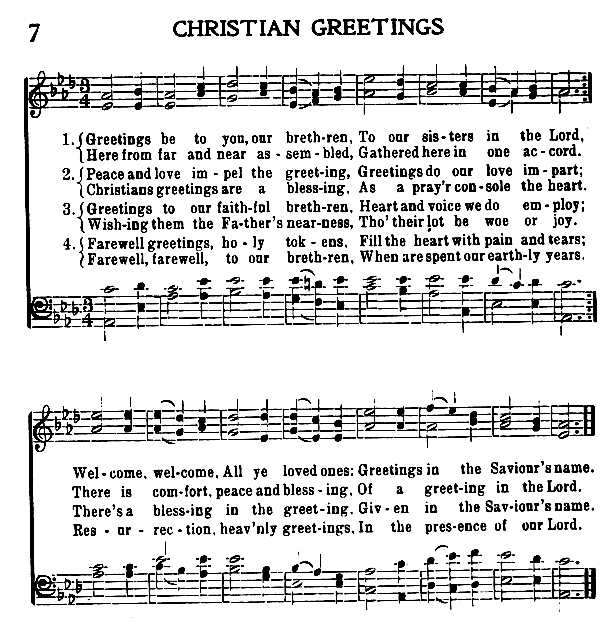 7 CHRISTIAN GREETINGS
1. Greetings be to you, our breth-ren, To our sis-ters in the Lord,
Here from far and near as-sem-bled, Gathered here in one ac-cord.
2. Peace and love im-pel the greet-ing, Greetings do our love im-part;
Christians greetings are a bless-ing, As a pray'r con-sole the heart.
3. Greetings to our faith-ful breth-ren, Heart and voice we do em-ploy;
Wish-ing them the Fa-ther's near-ness, Tho' their lot be woe or joy.
4. Farewell greetings, ho-ly tok-ens, Fill the heart with pain and tears;
Farewell, farewell, to our breth-ren, When are spent our earth-ly years.
Wel-come, wel-come, All ye loved ones: Greetings in the Saviour's name.
There is com-fort, peace and bless-ing, Of a greet-ing in the Lord.
There's a bless-ing in the greet-ing, Giv-en in the Sav-iour's name.
Res-ur-rec-tion, heav'nly greet-ings, In the pres-ence of our Lord.